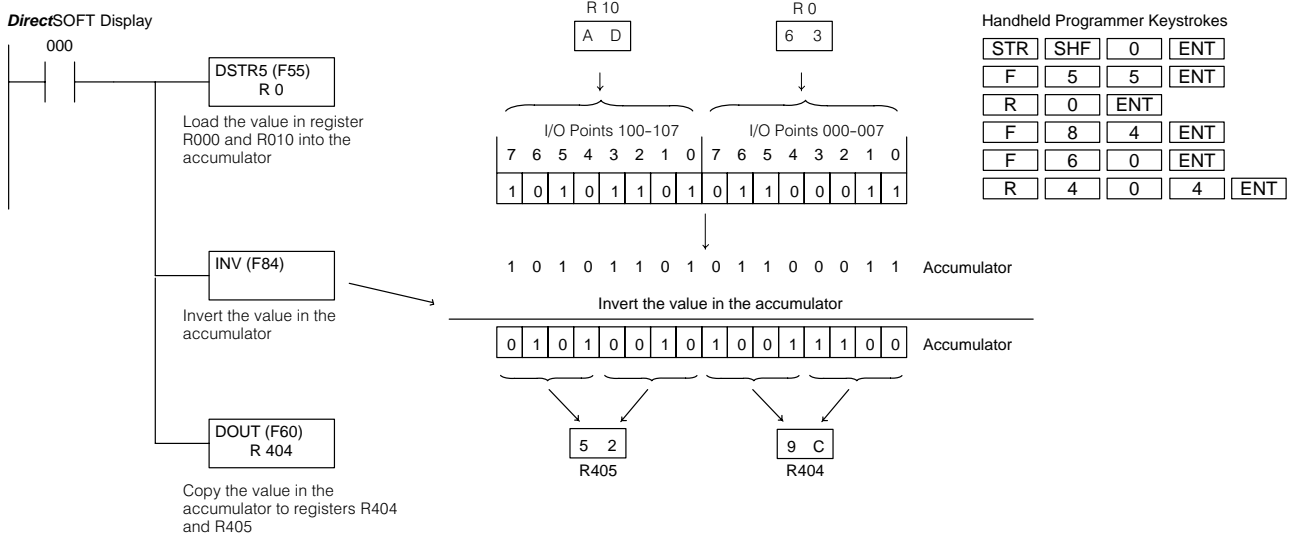 DirectSOFT Display
000
DSTR5 (F55)
R 0
Load the value in register
R000 and R010 into the
accumulator
INV (F84)
Invert the value in the
accumulator
DOUT (F60)
R 404
Copy the value in the
accumulator to registers R404
and R405
R 10
R 0
A D
6 3
I/O Points 100-107
I/O Points 000-007
7 6 5 4 3 2 1 0 7 6 5 4 3 2 1 0
1 0 1 0 1 1 0 1 0 1 1 0 0 0 1 1
1 0 1 0 1 1 0 1 0 1 1 0 0 0 1 1 Accumulator
Invert the value in the accumulator
0 1 0 1 0 0 1 0 1 0 0 1 1 1 0 0 Accumulator
5 2
9 C
R405
R404
Handheld Programmer Keystrokes
STR SHF 0 ENT
F 5 5 ENT
R 0 ENT
F 8 4 ENT
F 6 0 ENT
R 4 0 4 ENT